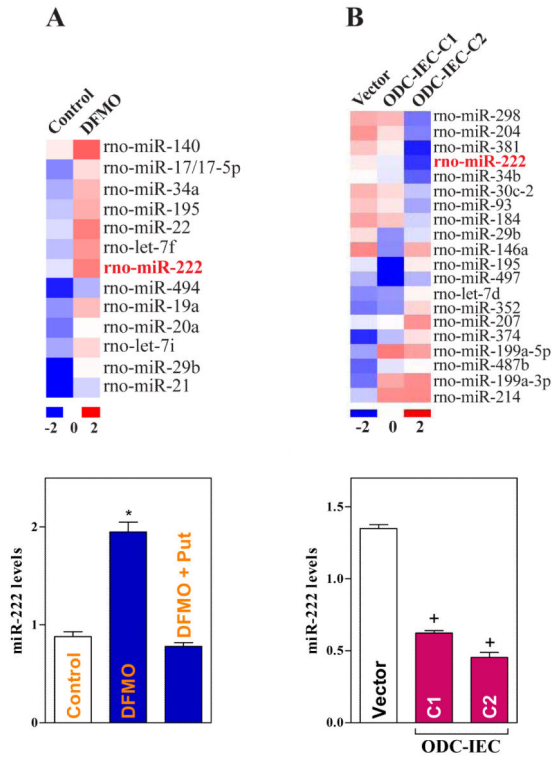 A
Control
DFMO
rno-miR-140
rno-miR-17/17-5p
rno-miR-34a
rno-miR-195
rno-miR-22
rno-let-7f
rno-miR-222
rno-miR-494
rno-miR-19a
rno-miR-20a
rno-let-7i
rno-miR-29b
rno-miR-21
-2 0 2
B
Vector
ODC-IEC-C1
ODC-IEC-C2
rno-miR-298
rno-miR-204
rno-miR-381
rno-miR-222
rno-miR-34b
rno-miR-30c-2
rno-miR-93
rno-miR-184
rno-miR-29b
rno-miR-146a
rno-miR-195
rno-miR-497
rno-let-7d
rno-miR-352
rno-miR-207
rno-miR-374
rno-miR-199a-5p
rno-miR-487b
rno-miR-199a-3p
rno-miR-214
-2 0 2
miR-222 levels
2
1
0
*
Control
DFMO
DFMO + Put
miR-222 levels
1.5
1.0
0.5
0.0
+
+
Vector
C1
C2
ODC-IEC